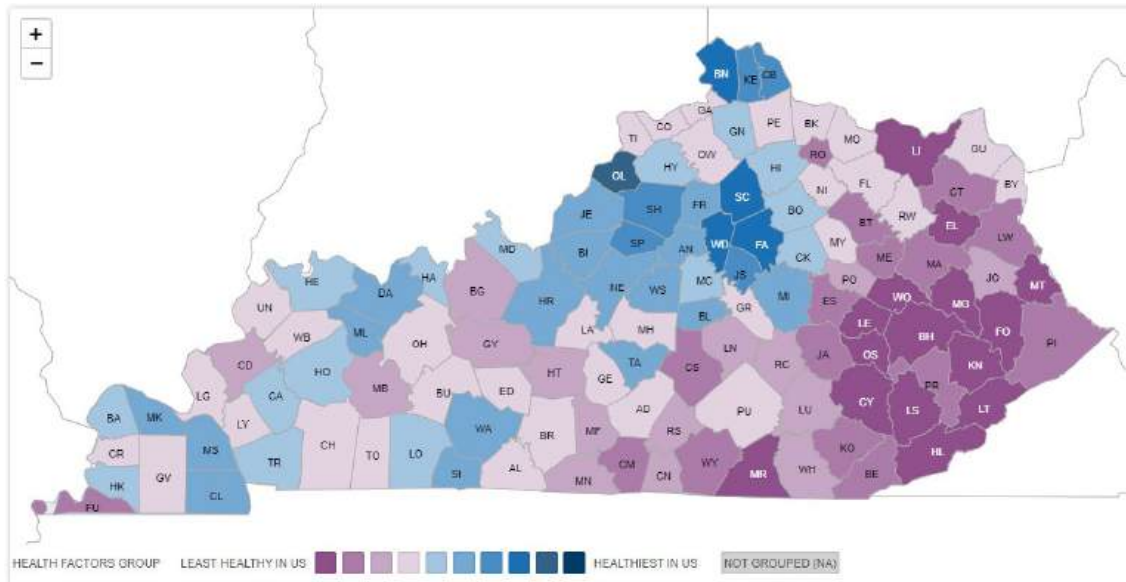 +
−
BN KE CB
GA
CO
TI
GN
PE
BK
MO
RO
LI
GU
OW
HY
OL
HI
FL
NI
CT
BY
SC
JE
SH
FR
BO
RW
EL
BT
SP
WD
FA
MY
LW
MD
BI
AN
CK
ME
MA
HE
HA
JS
PO
JO
MT
DA
BG
HR
NE
WS
MC
MI
ES
WO
MG
UN
BL
GR
LE
FO
ML
WB
OH
GY
LA
MH
BH
PI
CD
HO
MB
HT
GE
TA
CS
LN
RC
JA
OS
KN
PR
LG
CA
BU
ED
AD
PU
LU
CY
LS
LT
BA
MK
LY
WA
BR
MF
RS
KO
HL
CR
MS
TR
CH
TO
LO
SI
AL
MN
CM
CN
WY
MR
WH
BE
HK
GV
CL
FU
HEALTH FACTORS GROUP LEAST HEALTHY IN US HEALTHIEST IN US NOT GROUPED (NA)